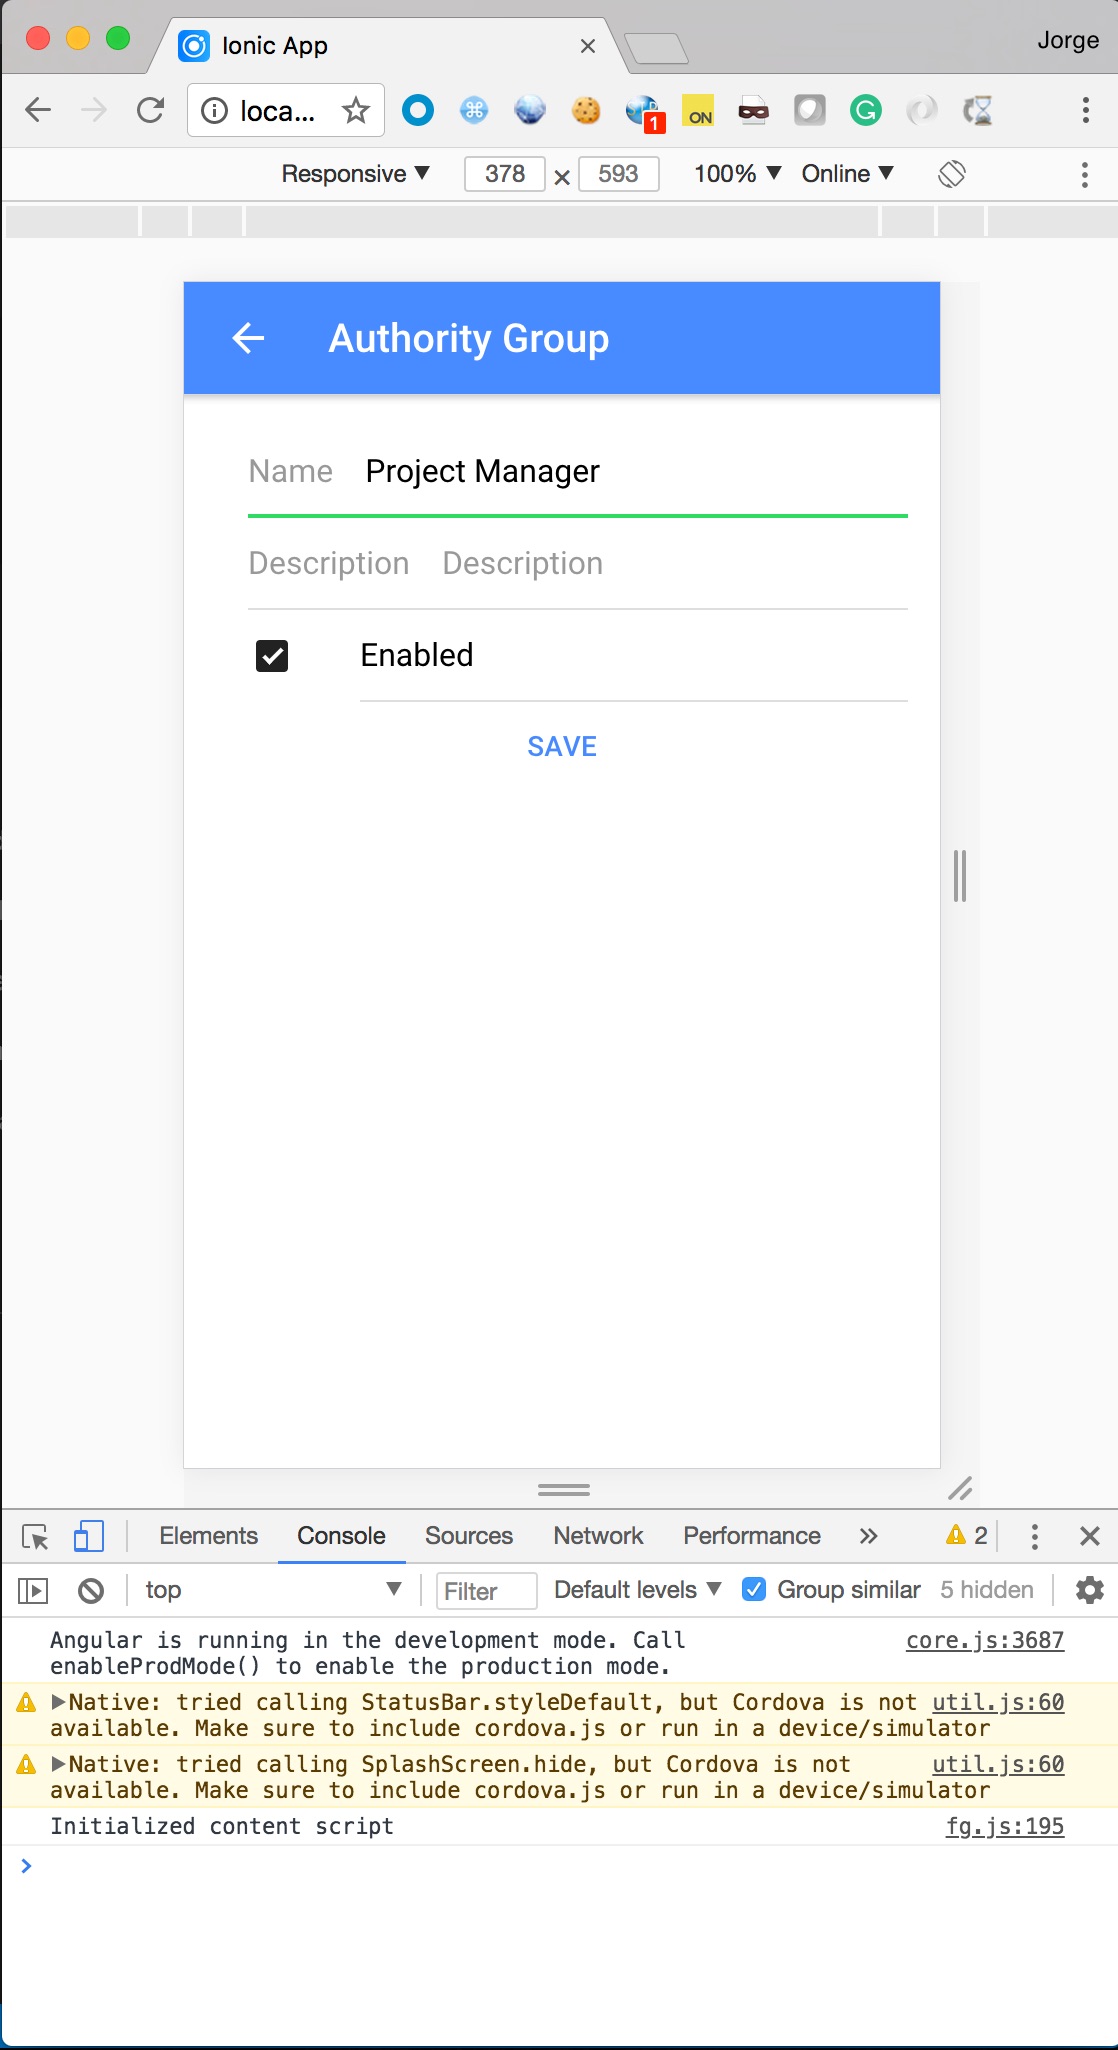 Ionic App
Jorge
loca...
1
ON
Responsive 378 × 593 100% Online
Authority Group
Name Project Manager
Description Description
Enabled
SAVE
Elements Console Sources Network Performance » 2
top Filter Default levels Group similar 5 hidden
Angular is running in the development mode. Call core.js:3687
enableProdMode() to enable the production mode.
Native: tried calling StatusBar.styleDefault, but Cordova is not util.js:60
available. Make sure to include cordova.js or run in a device/simulator
Native: tried calling SplashScreen.hide, but Cordova is not util.js:60
available. Make sure to include cordova.js or run in a device/simulator
Initialized content script fg.js:195